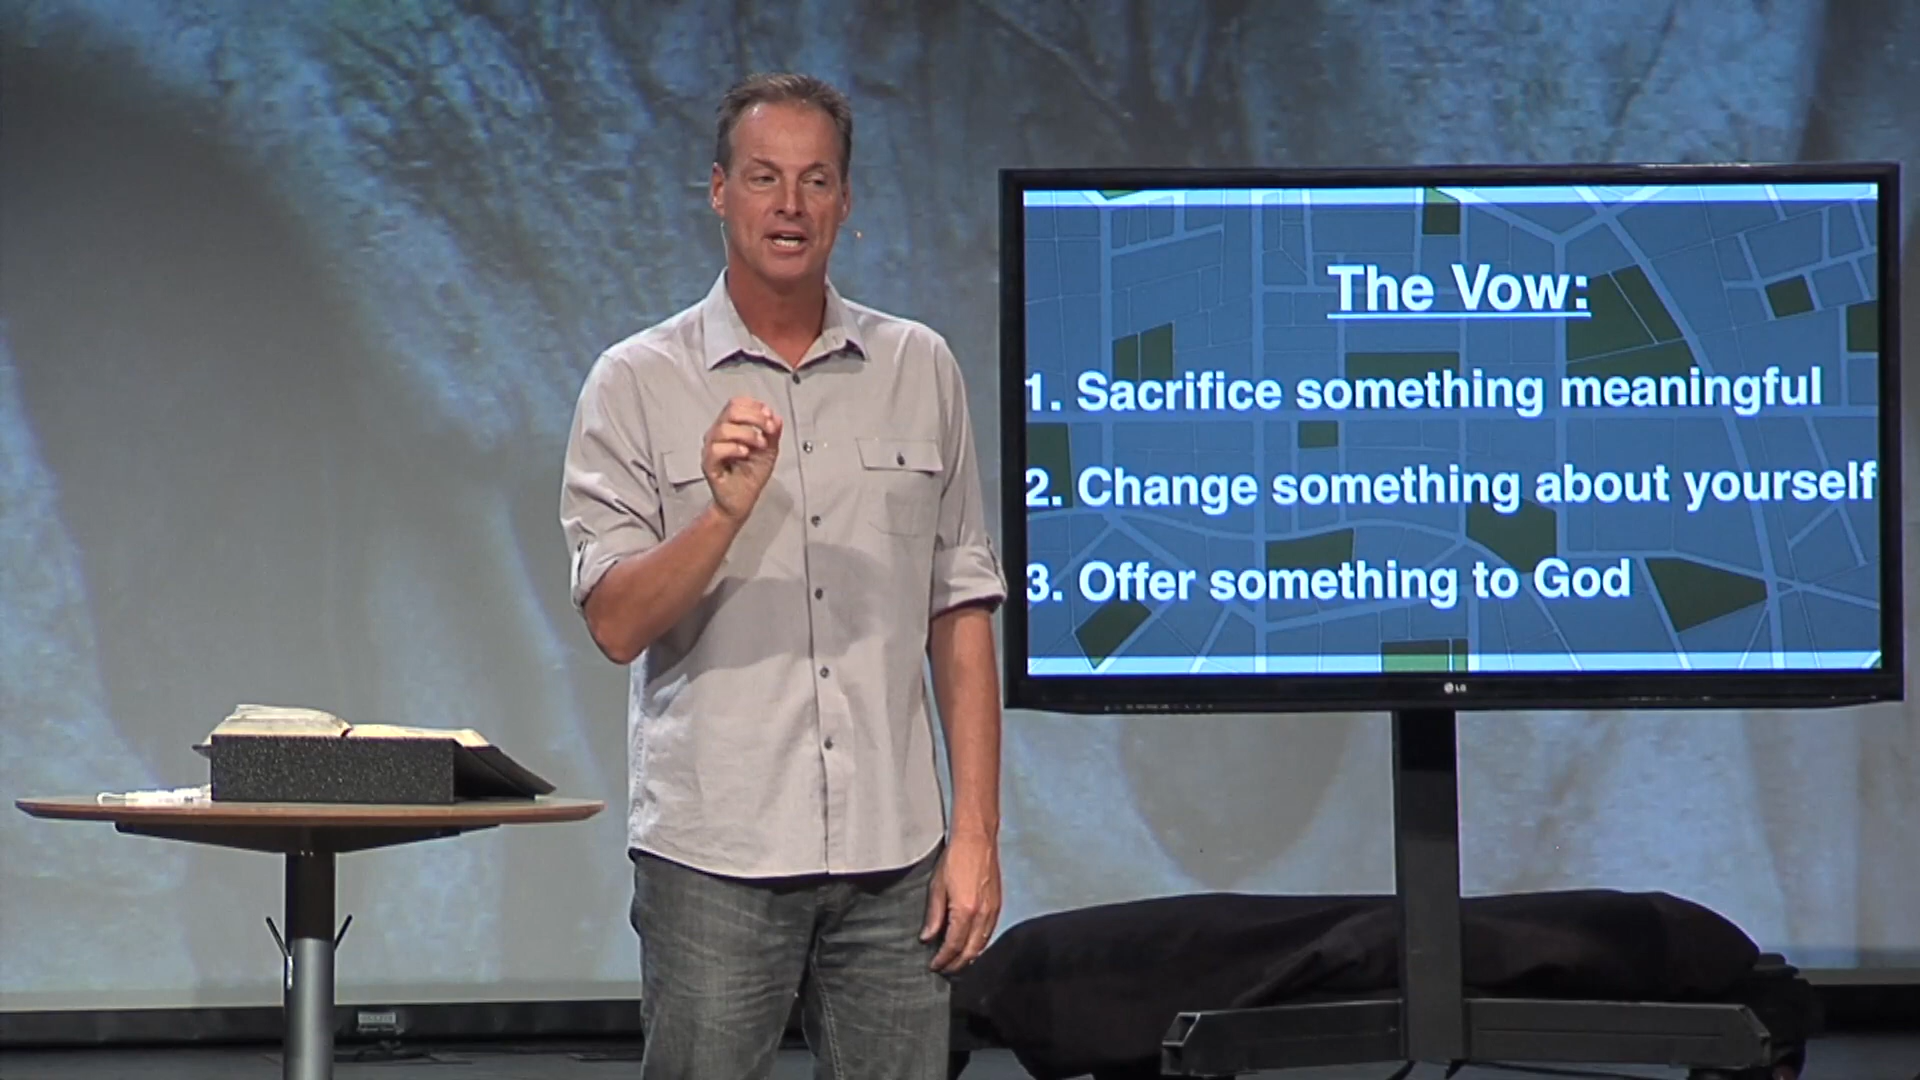 The Vow:
1. Sacrifice something meaningful
2. Change something about yourself
3. Offer something to God
LG